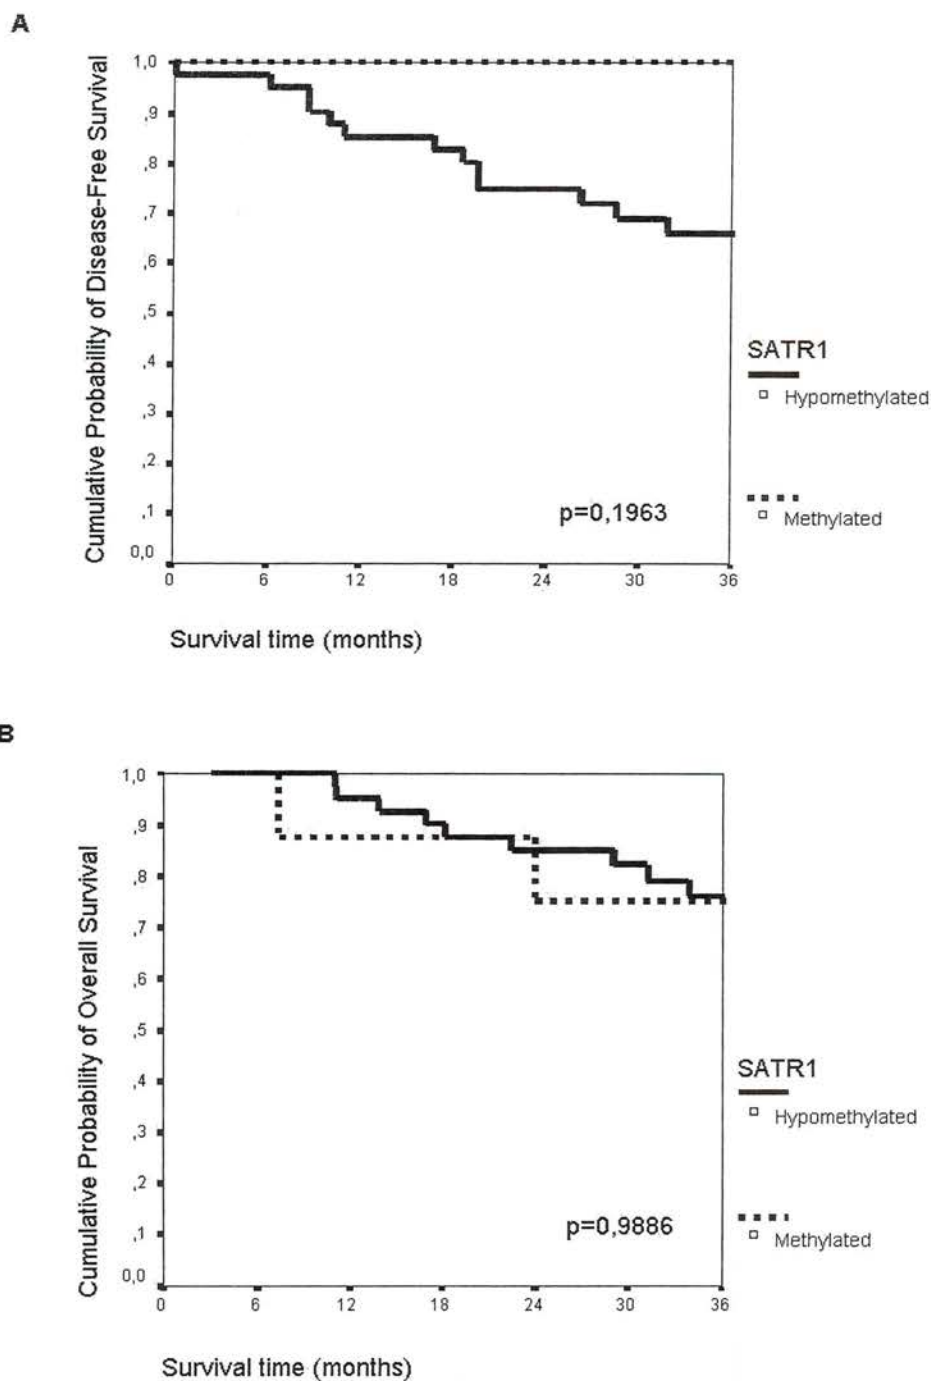 A
Cumulative Probability of Disease-Free Survival
1,0
,9
,8
,7
,6
,5
,4
,3
,2
,1
0,0
0 6 12 18 24 30 36
Survival time (months)
p=0,1963
SATR1
Hypomethylated
Methylated
B
Cumulative Probability of Overall Survival
1,0
,9
,8
,7
,6
,5
,4
,3
,2
,1
0,0
0 6 12 18 24 30 36
Survival time (months)
p=0,9886
SATR1
Hypomethylated
Methylated